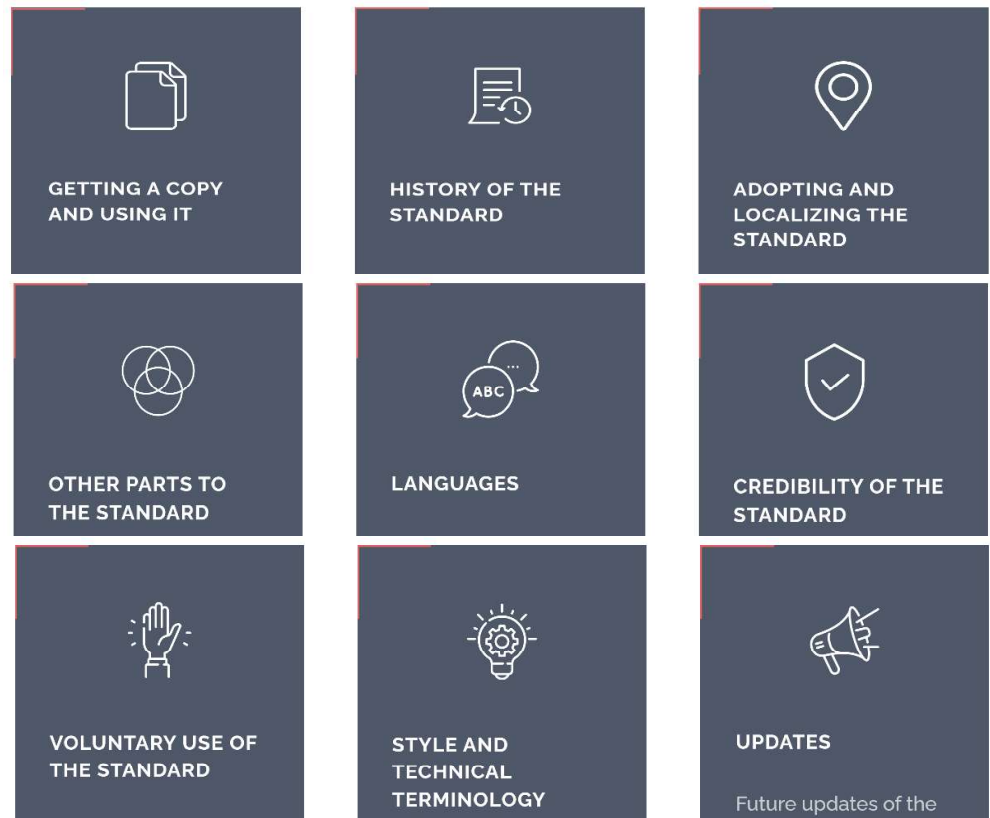 GETTING A COPY
AND USING IT
HISTORY OF THE
STANDARD
ADOPTING AND
LOCALIZING THE
STANDARD
OTHER PARTS TO
THE STANDARD
ABC
...
LANGUAGES
CREDIBILITY OF THE
STANDARD
VOLUNTARY USE OF
THE STANDARD
STYLE AND
TECHNICAL
TERMINOLOGY
UPDATES
Future updates of the